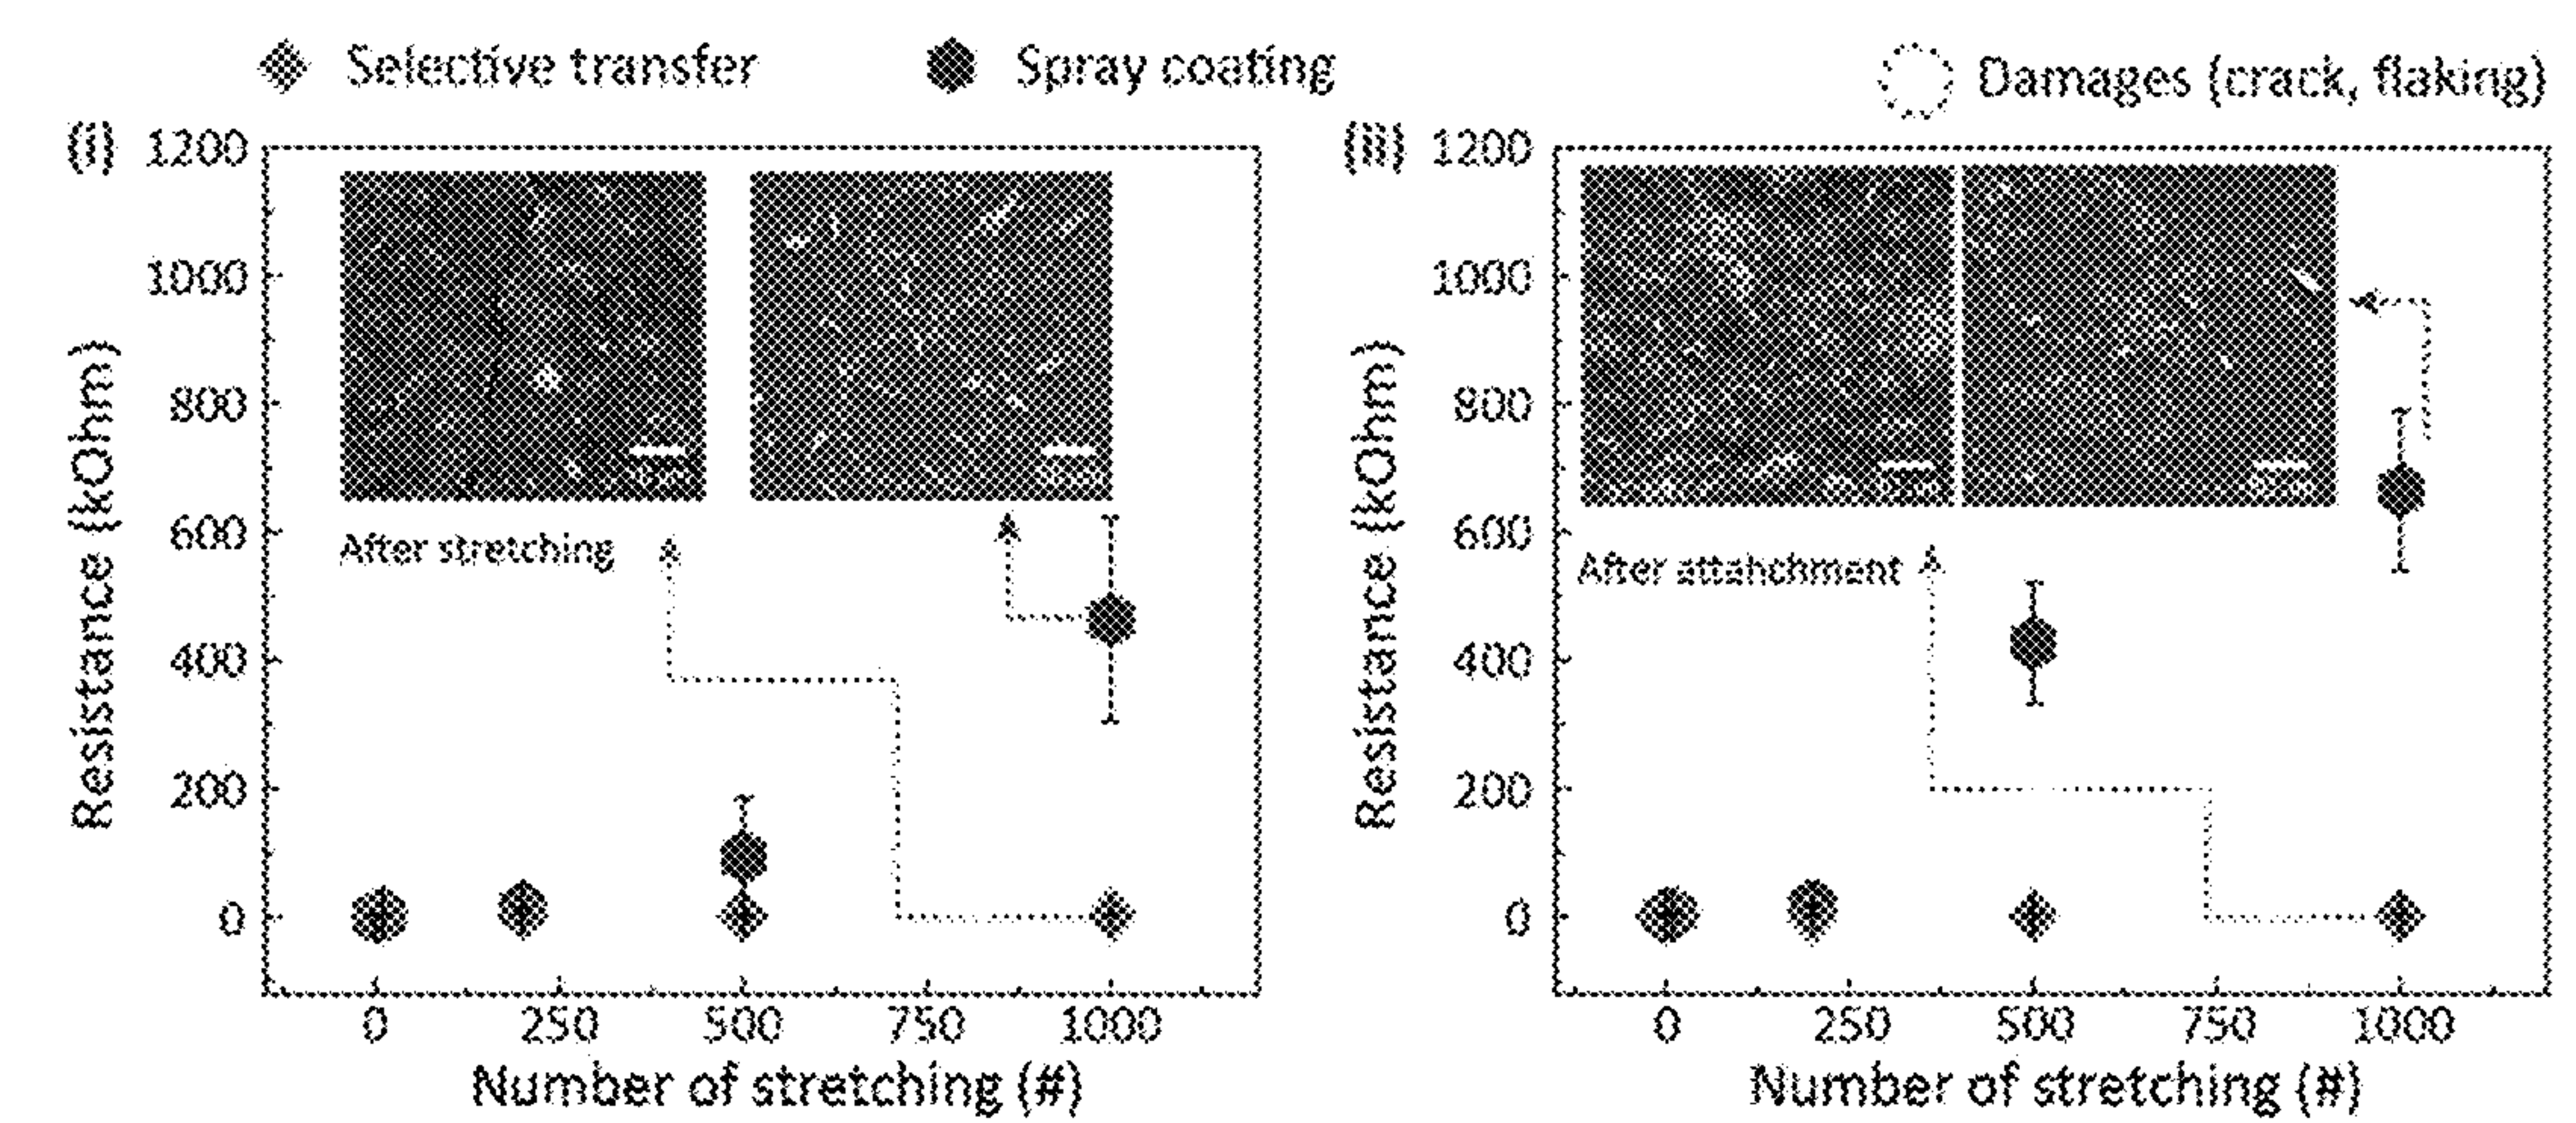 Selective transfer
Spray coating
Damages (crack, flaking)
(i)
1200
1000
800
600
400
200
0
Resistance (kOhm)
After stretching
0 250 500 750 1000
Number of stretching (#)
(ii)
1200
1000
800
600
400
200
0
Resistance (kOhm)
After attahchment
0 250 500 750 1000
Number of stretching (#)